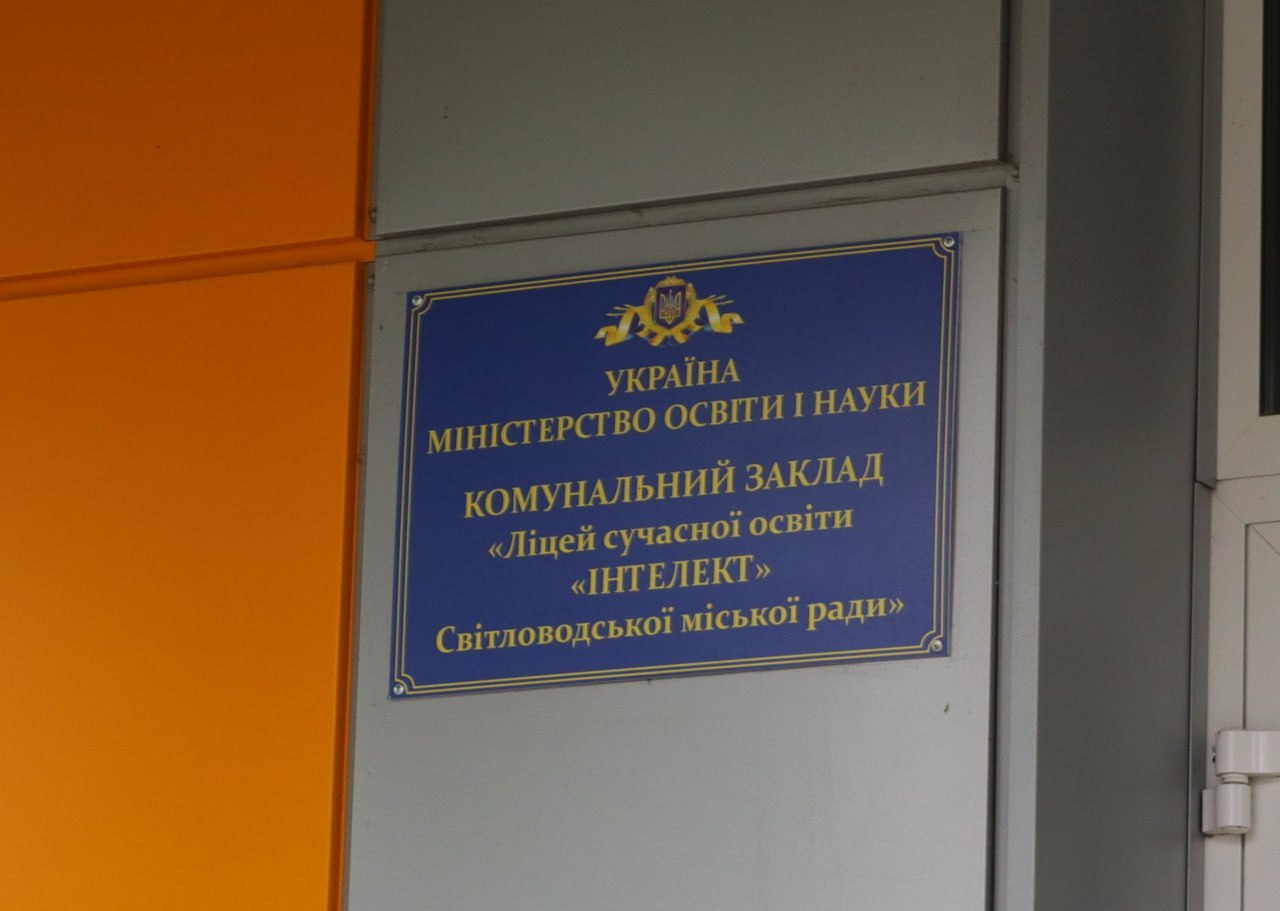 УКРАЇНА
МІНІСТЕРСТВО ОСВІТИ І НАУКИ
КОМУНАЛЬНИЙ ЗАКЛАД
«Ліцей сучасної освіти
«ІНТЕЛЕКТ»
Світловодської міської ради»